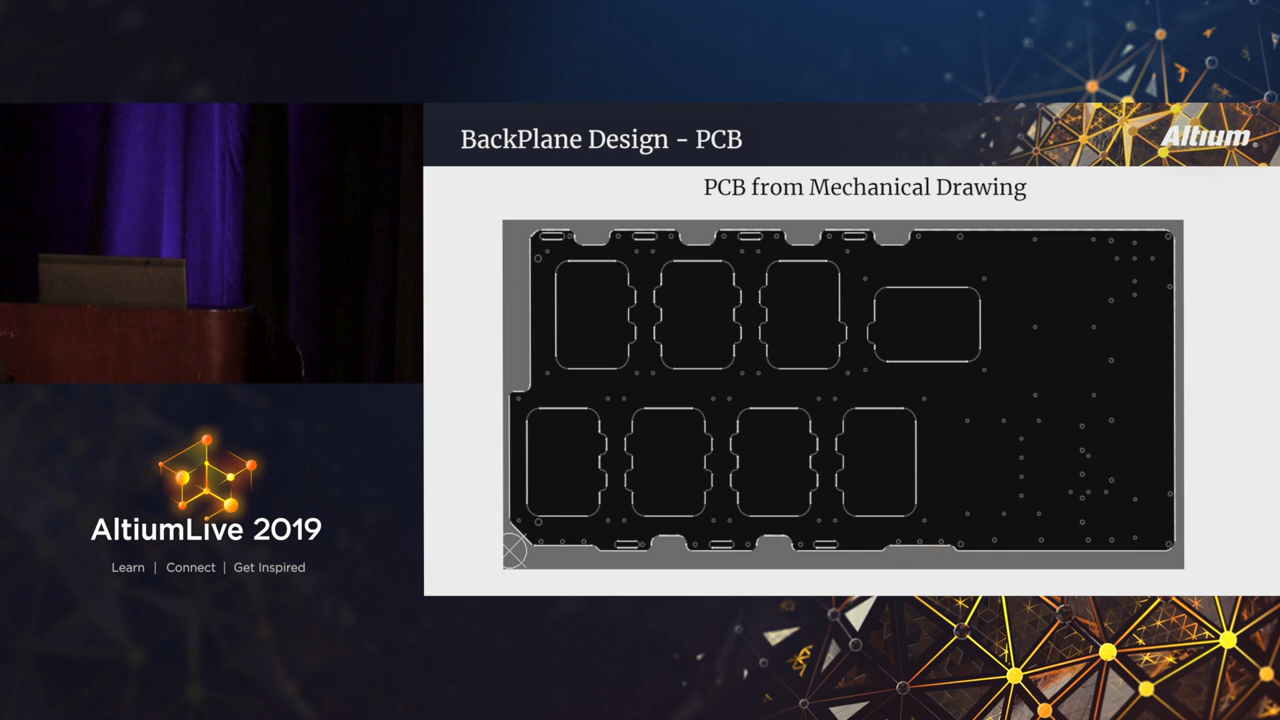 BackPlane Design - PCB
Altium®
PCB from Mechanical Drawing
AltiumLive 2019
Learn | Connect | Get Inspired